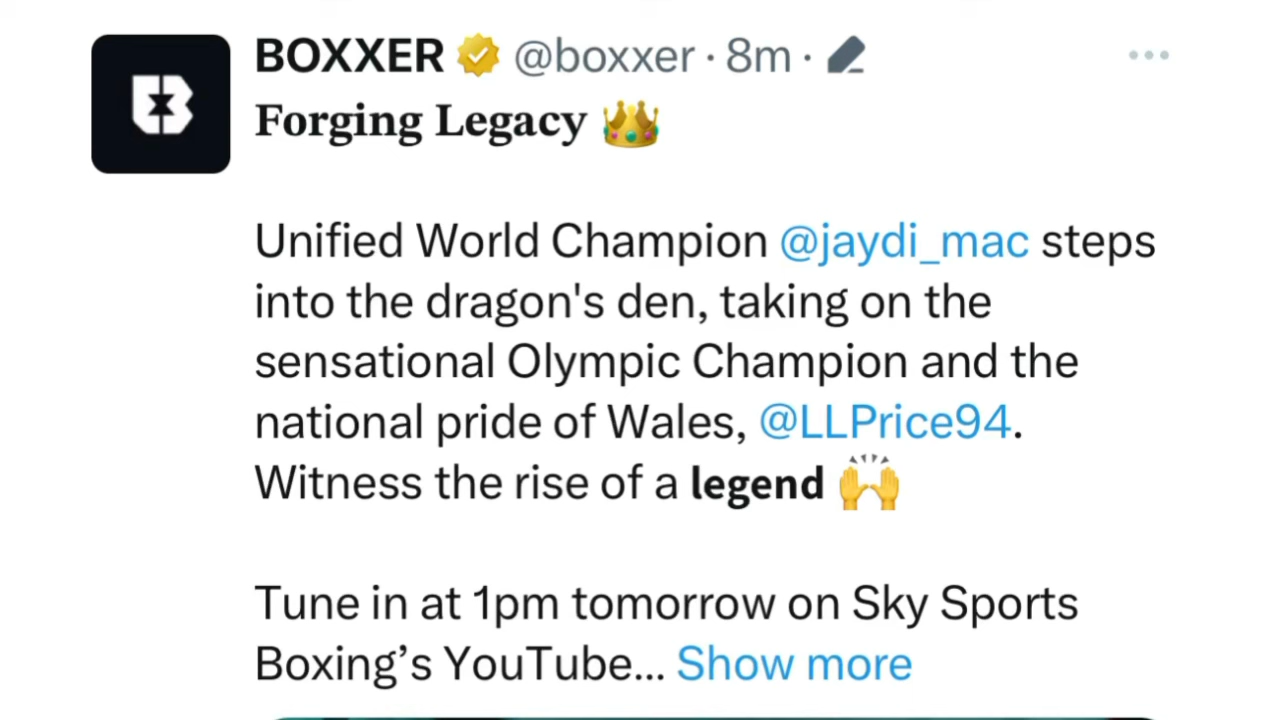 BOXXER @boxxer · 8m ·
Forging Legacy 👑
Unified World Champion @jaydi_mac steps
into the dragon's den, taking on the
sensational Olympic Champion and the
national pride of Wales, @LLPrice94.
Witness the rise of a legend 🙌
Tune in at 1pm tomorrow on Sky Sports
Boxing’s YouTube... Show more